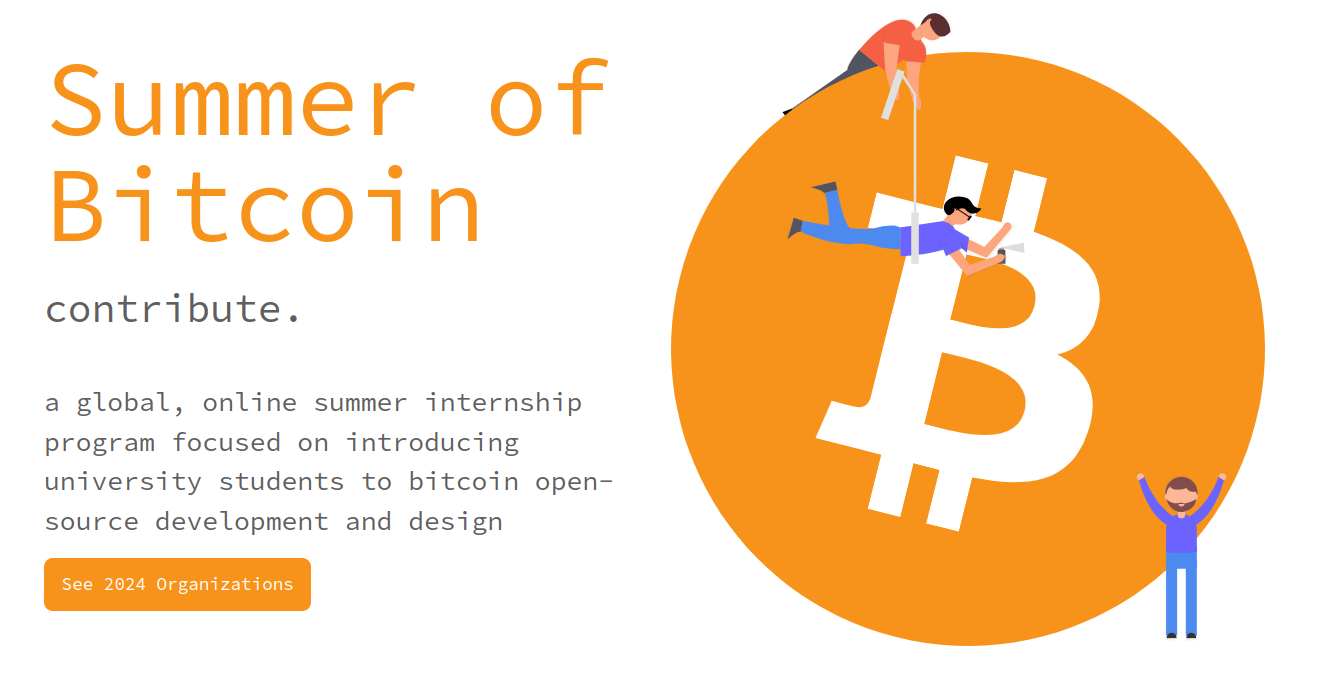 Summer of
Bitcoin
contribute.
a global, online summer internship
program focused on introducing
university students to bitcoin open-
source development and design
See 2024 Organizations